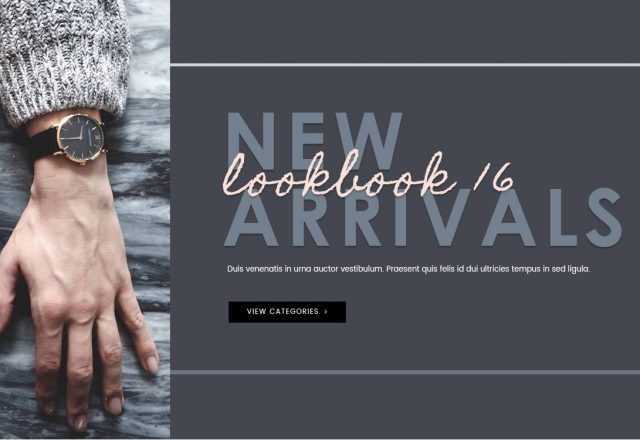 NEW
lookbook 16
ARRIVALS
Duis venenatis in urna auctor vestibulum. Praesent quis felis id dui ultricies tempus in sed ligula.
VIEW CATEGORIES ›